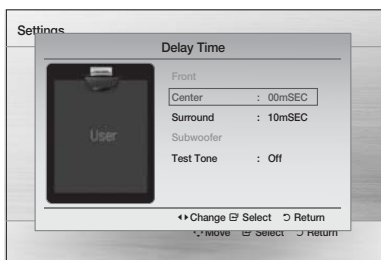 Settings
Delay Time
Front
Center : 00mSEC
User
Surround : 10mSEC
Subwoofer
Test Tone : Off
Change Select Return
Move Select Return